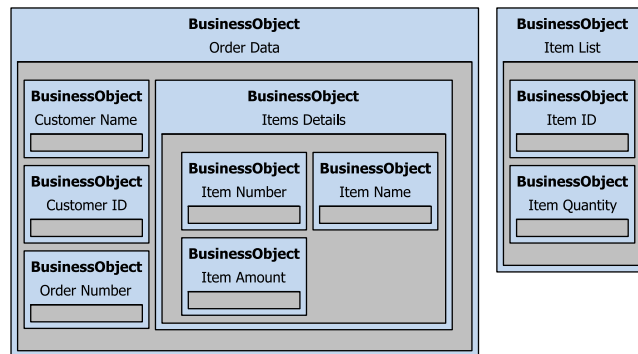 BusinessObject
Order Data
BusinessObject
Customer Name
BusinessObject
Customer ID
BusinessObject
Order Number
BusinessObject
Items Details
BusinessObject
Item Number
BusinessObject
Item Name
BusinessObject
Item Amount
BusinessObject
Item List
BusinessObject
Item ID
BusinessObject
Item Quantity